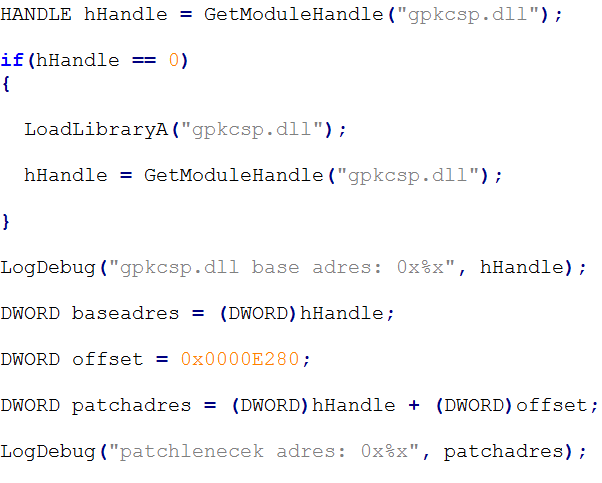 HANDLE hHandle = GetModuleHandle("gpkcsp.dll");
if(hHandle == 0)
{
LoadLibraryA("gpkcsp.dll");
hHandle = GetModuleHandle("gpkcsp.dll");
}
LogDebug("gpkcsp.dll base adres: 0x%x", hHandle);
DWORD baseadres = (DWORD)hHandle;
DWORD offset = 0x0000E280;
DWORD patchadres = (DWORD)hHandle + (DWORD)offset;
LogDebug("patchlenecek adres: 0x%x", patchadres);